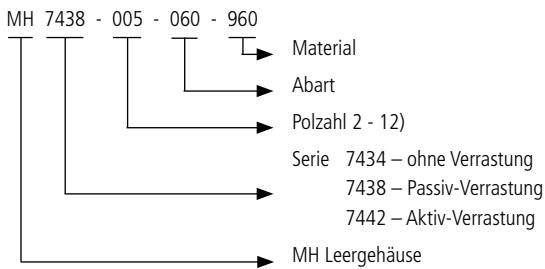 MH 7438 - 005 - 060 - 960
Material
Abart
Polzahl 2 - 12)
Serie 7434 – ohne Verrastung
7438 – Passiv-Verrastung
7442 – Aktiv-Verrastung
MH Leergehäuse